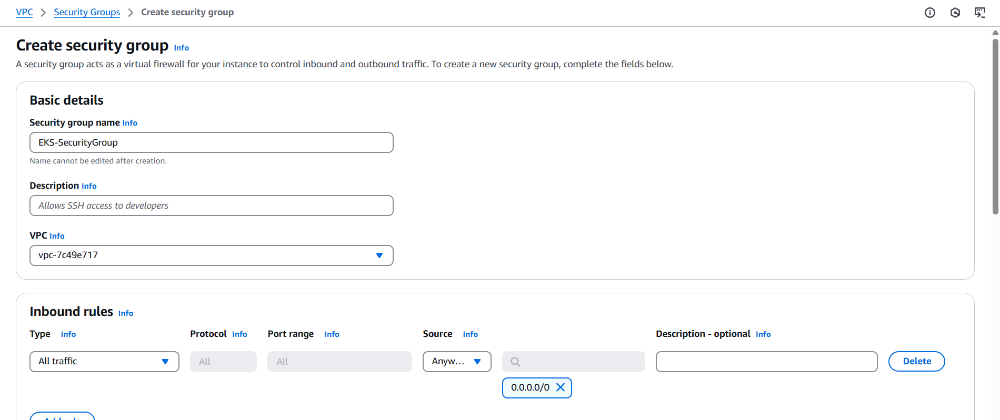 VPC > Security Groups > Create security group
Create security group Info
A security group acts as a virtual firewall for your instance to control inbound and outbound traffic. To create a new security group, complete the fields below.
Basic details
Security group name Info
EKS-SecurityGroup
Name cannot be edited after creation.
Description Info
Allows SSH access to developers
VPC Info
vpc-7c49e717
Inbound rules Info
Type Info Protocol Info Port range Info Source Info Description - optional Info
All traffic All All Anyw... Delete
0.0.0.0/0
Add rule